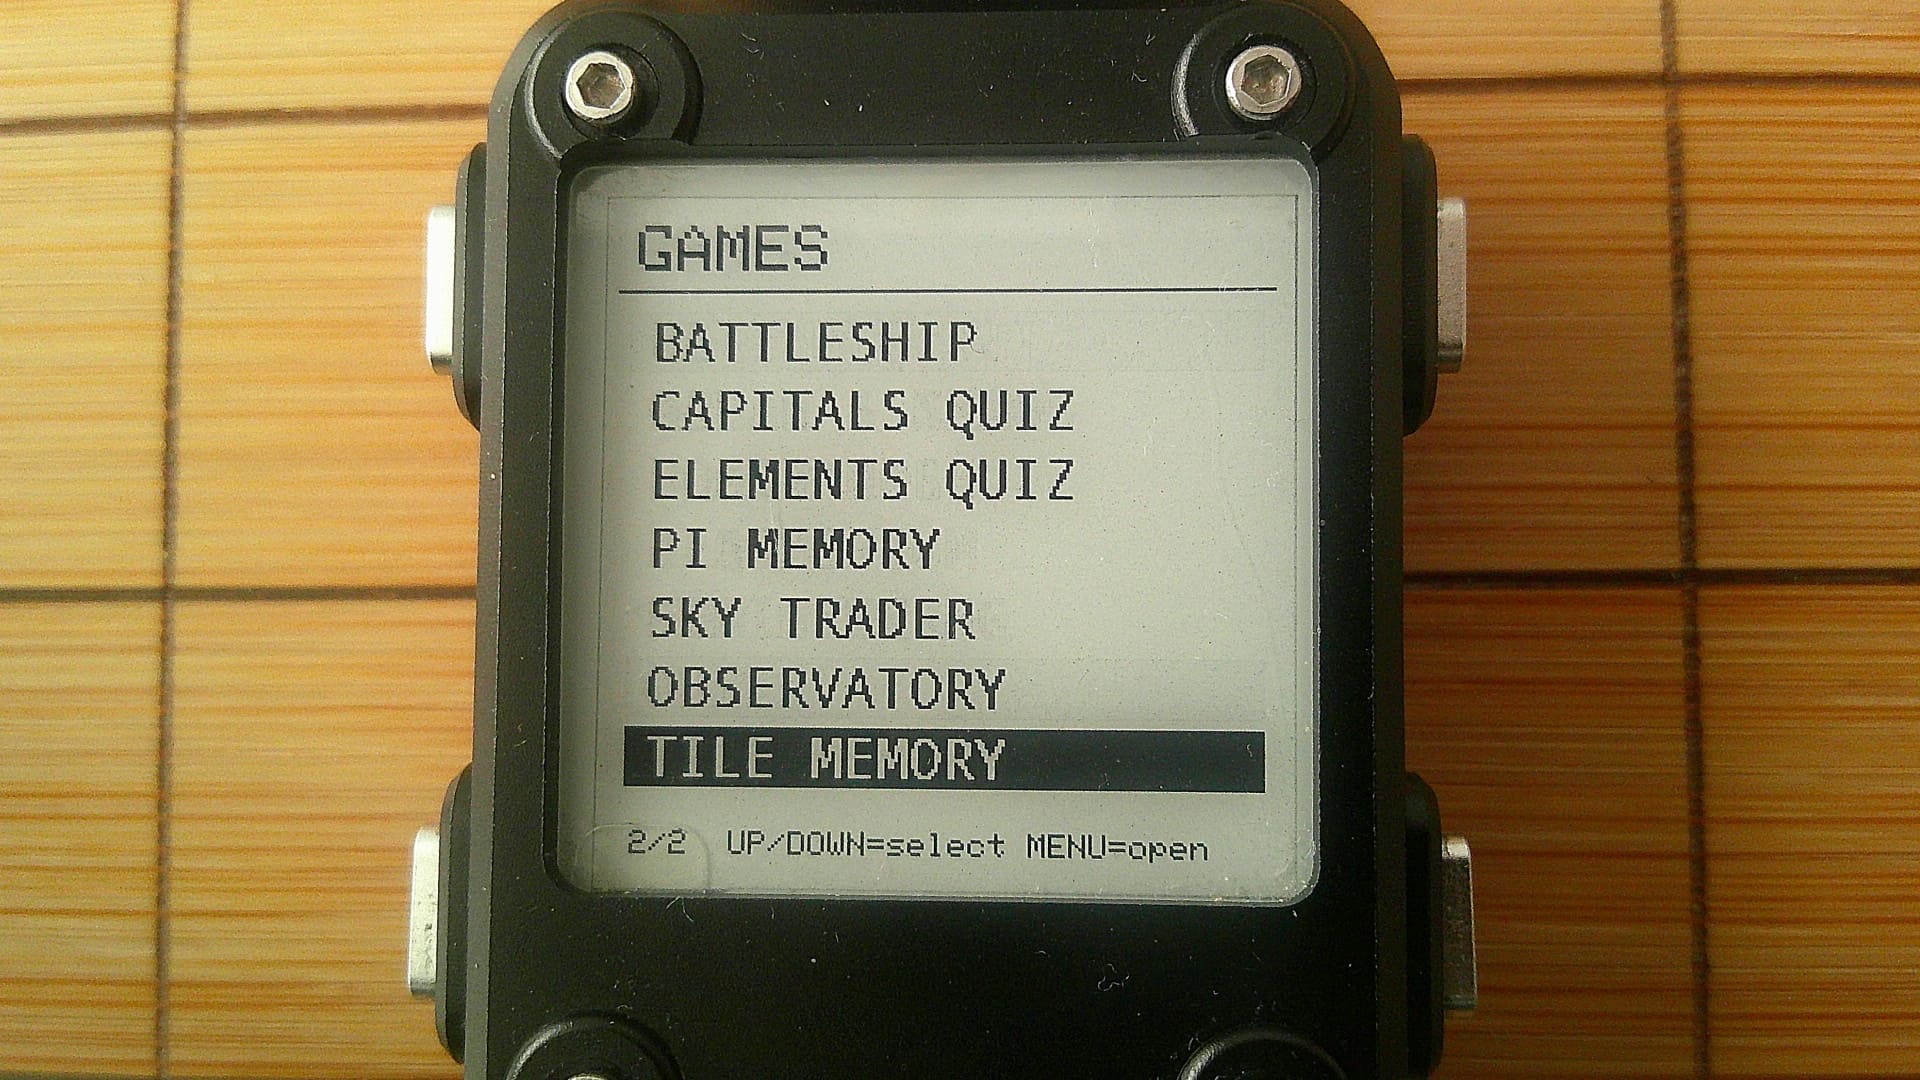 GAMES
BATTLESHIP
CAPITALS QUIZ
ELEMENTS QUIZ
PI MEMORY
SKY TRADER
OBSERVATORY
TILE MEMORY
2/2 UP/DOWN=select MENU=open